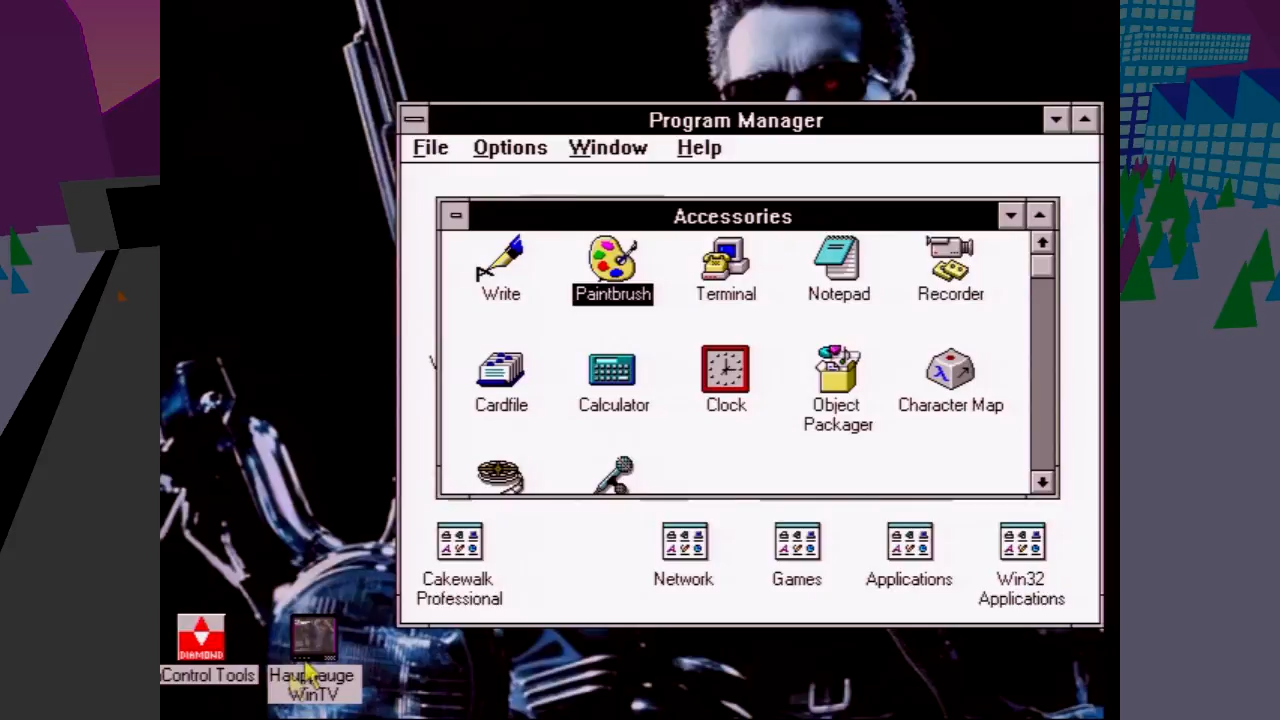 Program Manager
File Options Window Help
Accessories
Write Paintbrush Terminal Notepad Recorder
Cardfile Calculator Clock Object Packager Character Map
Cakewalk Professional Network Games Applications Win32 Applications
DIAMOND
Control Tools Hauppauge WinTV